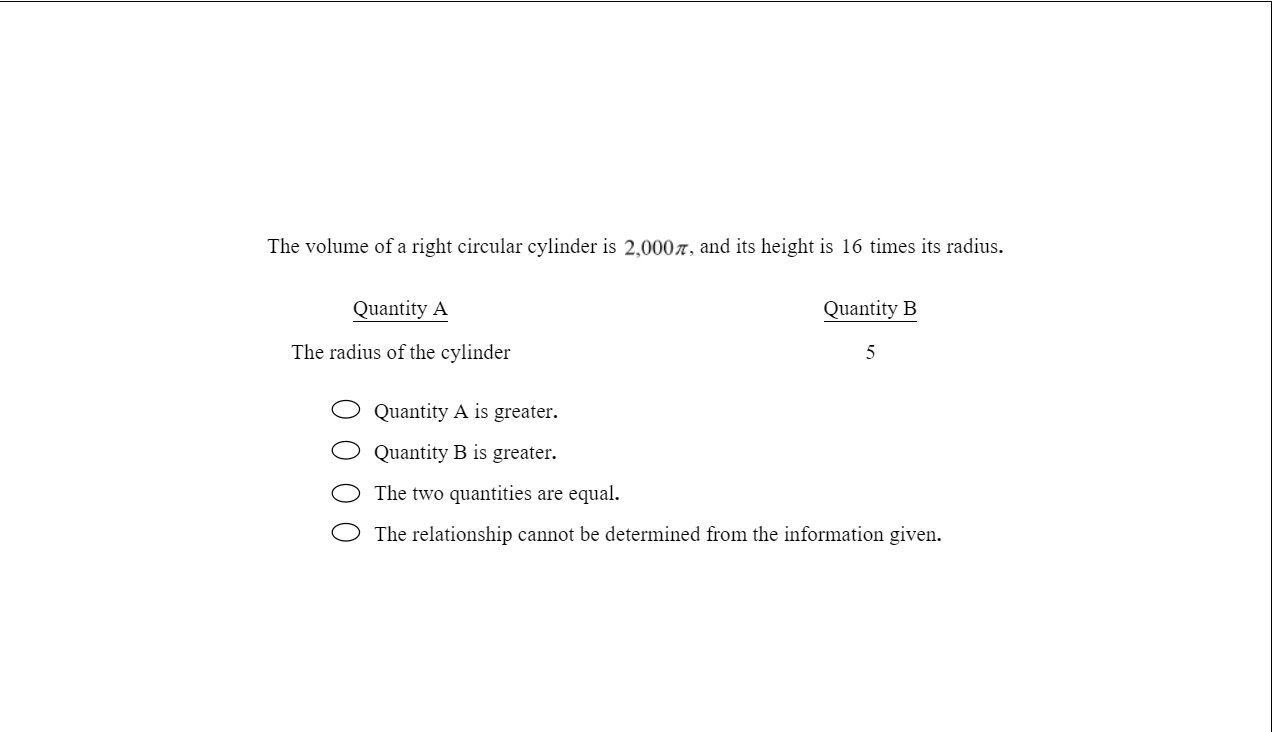 The volume of a right circular cylinder is 2,000π, and its height is 16 times its radius.
Quantity A Quantity B
The radius of the cylinder 5
Quantity A is greater.
Quantity B is greater.
The two quantities are equal.
The relationship cannot be determined from the information given.